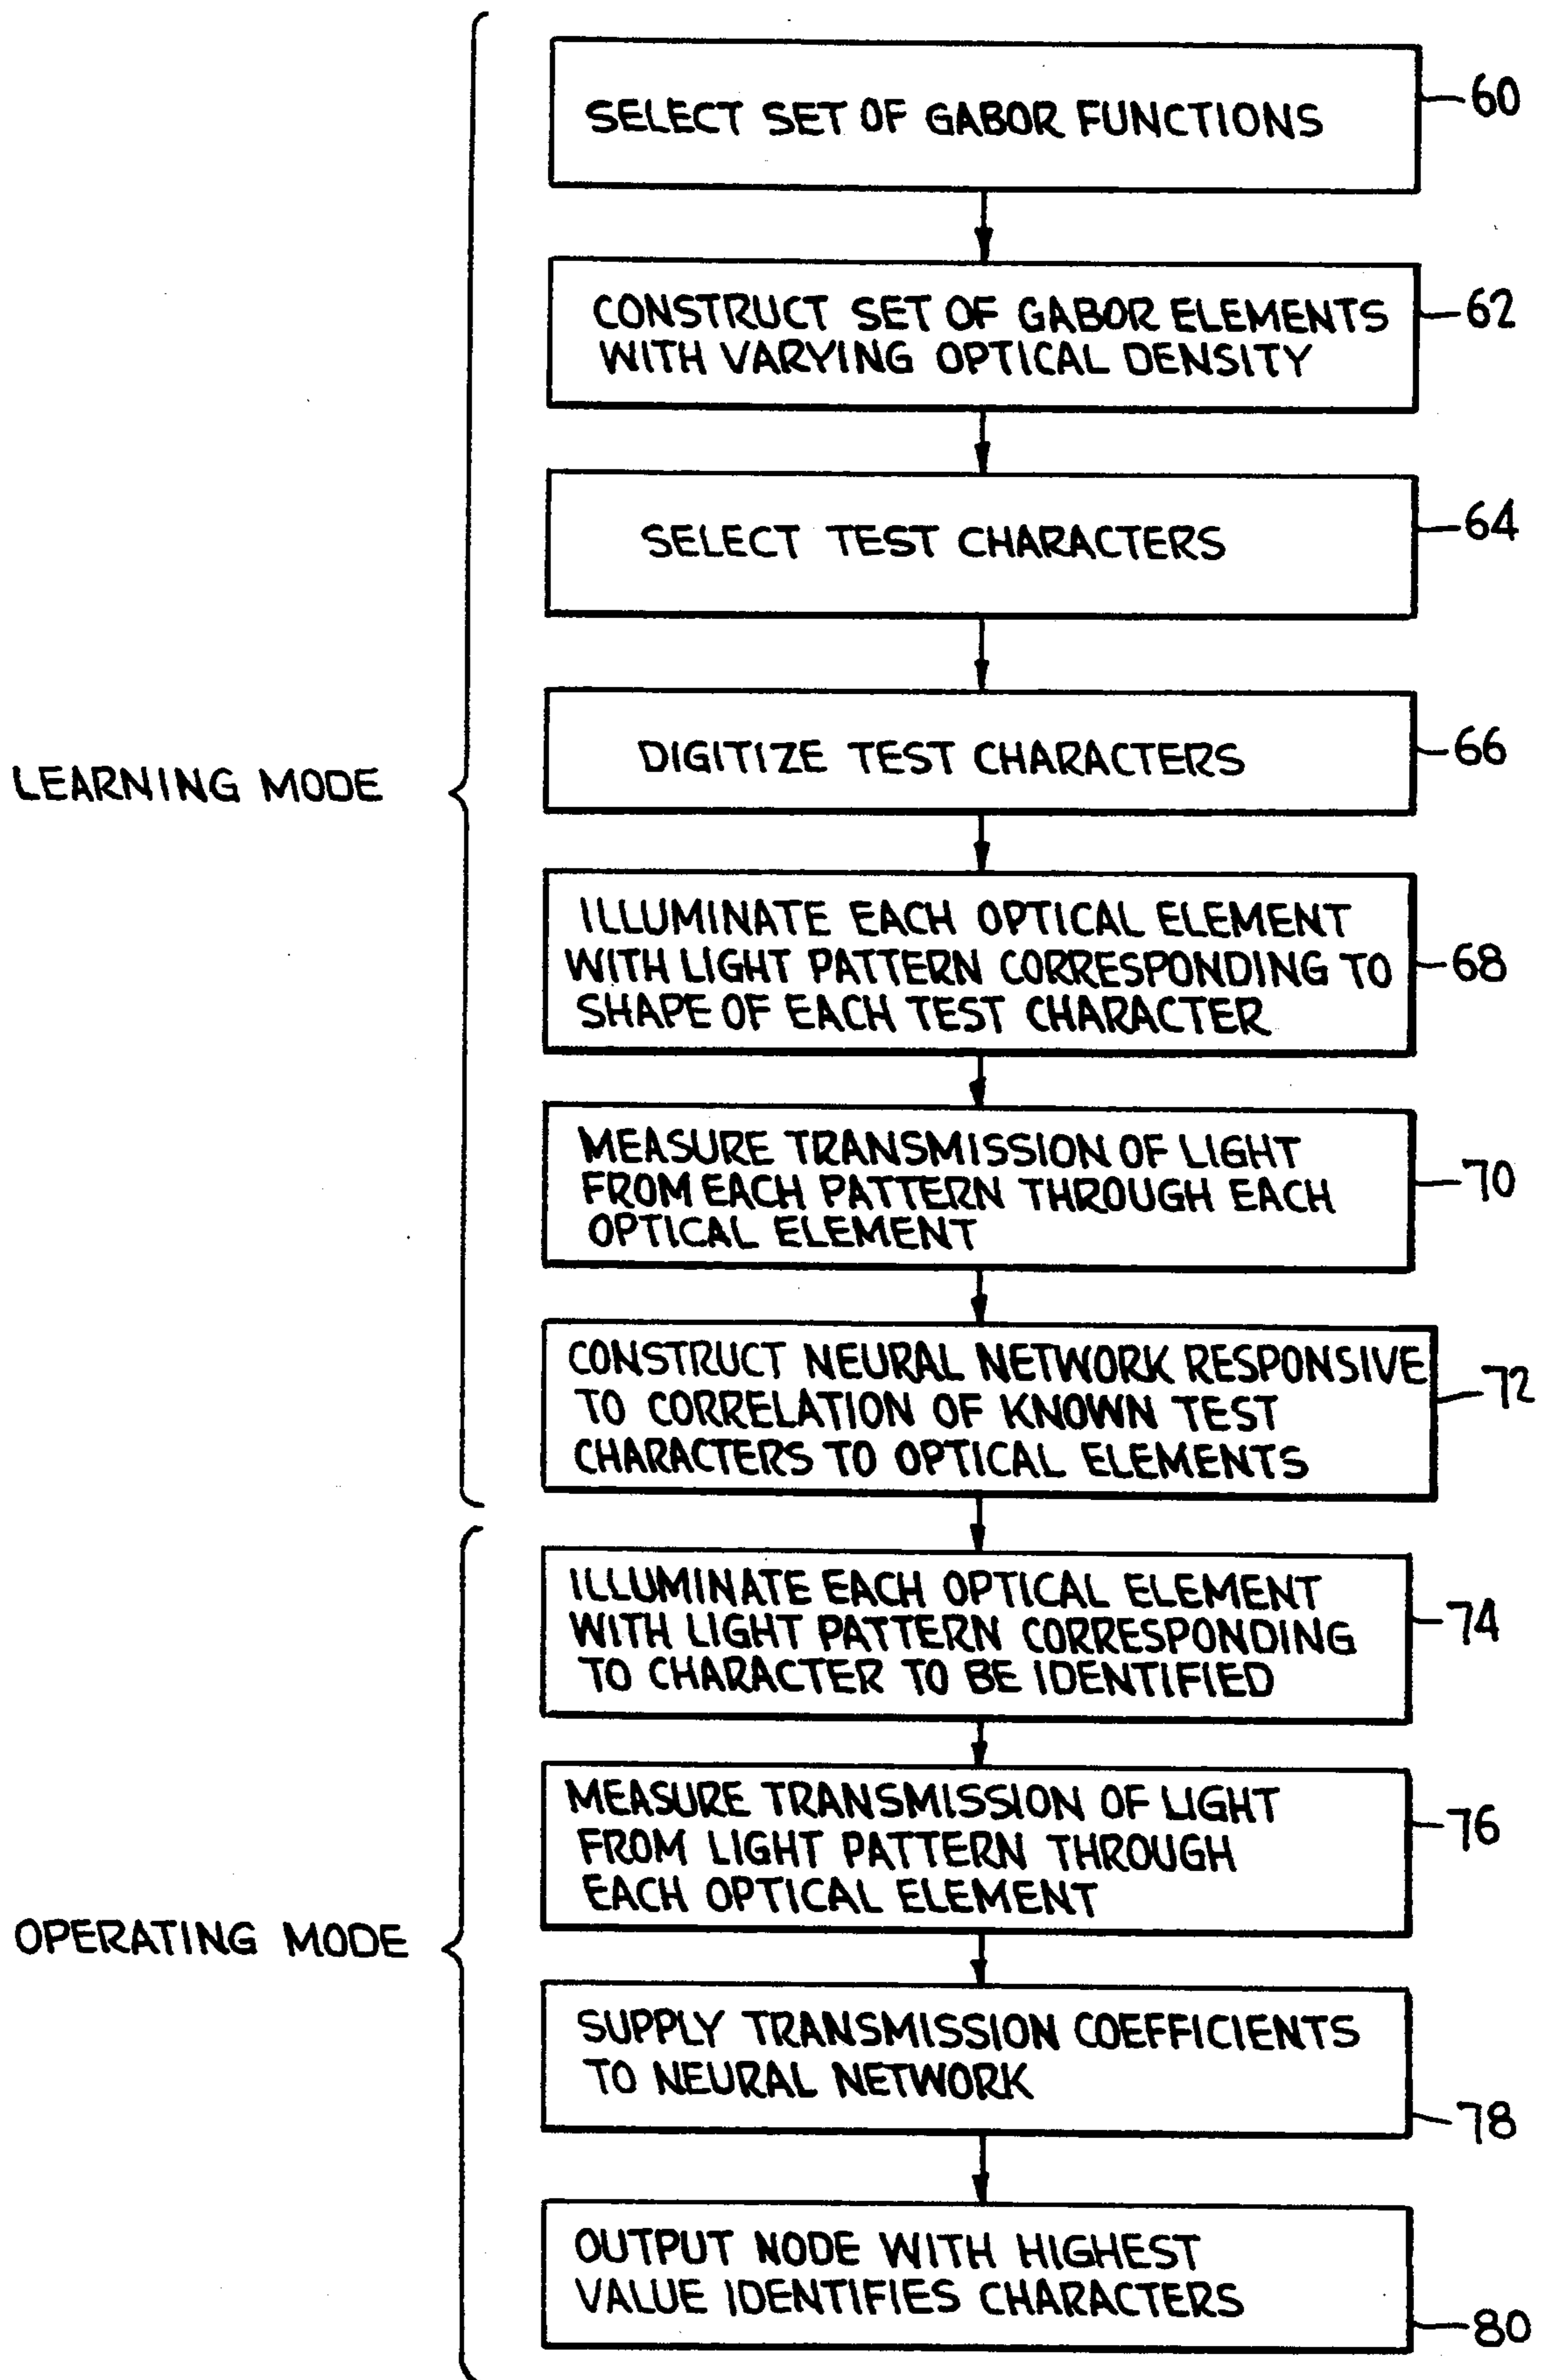 SELECT SET OF GABOR FUNCTIONS
60
CONSTRUCT SET OF GABOR ELEMENTS
WITH VARYING OPTICAL DENSITY
62
SELECT TEST CHARACTERS
64
DIGITIZE TEST CHARACTERS
66
LEARNING MODE
ILLUMINATE EACH OPTICAL ELEMENT
WITH LIGHT PATTERN CORRESPONDING TO
SHAPE OF EACH TEST CHARACTER
68
MEASURE TRANSMISSION OF LIGHT
FROM EACH PATTERN THROUGH EACH
OPTICAL ELEMENT
70
CONSTRUCT NEURAL NETWORK RESPONSIVE
TO CORRELATION OF KNOWN TEST
CHARACTERS TO OPTICAL ELEMENTS
72
ILLUMINATE EACH OPTICAL ELEMENT
WITH LIGHT PATTERN CORRESPONDING
TO CHARACTER TO BE IDENTIFIED
74
MEASURE TRANSMISSION OF LIGHT
FROM LIGHT PATTERN THROUGH
EACH OPTICAL ELEMENT
76
OPERATING MODE
SUPPLY TRANSMISSION COEFFICIENTS
TO NEURAL NETWORK
78
OUTPUT NODE WITH HIGHEST
VALUE IDENTIFIES CHARACTERS
80